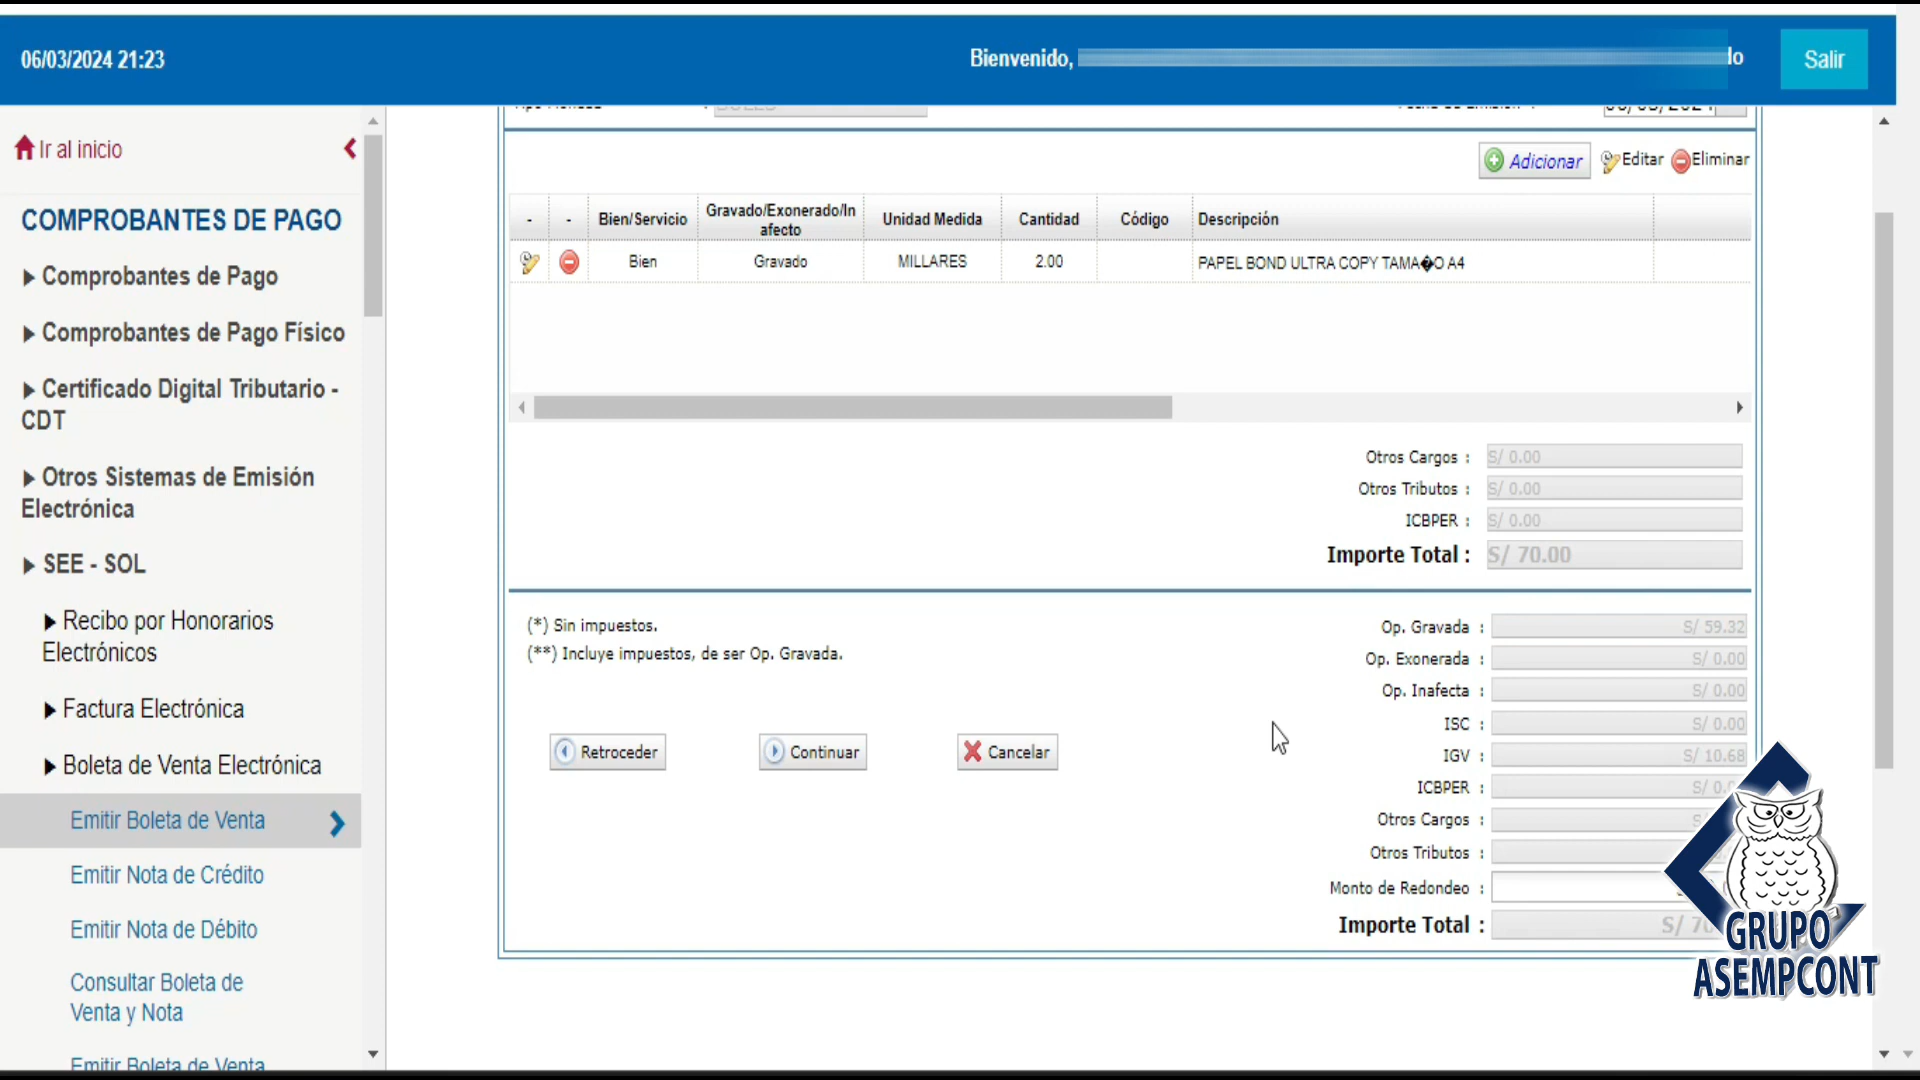 06/03/2024 21:23
Bienvenido,
Salir
Ir al inicio
COMPROBANTES DE PAGO
Comprobantes de Pago
Comprobantes de Pago Físico
Certificado Digital Tributario -
CDT
Otros Sistemas de Emisión
Electrónica
SEE - SOL
Recibo por Honorarios
Electrónicos
Factura Electrónica
Boleta de Venta Electrónica
Emitir Boleta de Venta
Emitir Nota de Crédito
Emitir Nota de Débito
Consultar Boleta de
Venta y Nota
Emitir Boleta de Venta
Adicionar Editar Eliminar
- - Bien/Servicio Gravado/Exonerado/In
afecto Unidad Medida Cantidad Código Descripción
Bien Gravado MILLARES 2.00 PAPEL BOND ULTRA COPY TAMA�O A4
Otros Cargos : S/ 0.00
Otros Tributos : S/ 0.00
ICBPER : S/ 0.00
Importe Total : S/ 70.00
(*) Sin impuestos.
(**) Incluye impuestos, de ser Op. Gravada.
Retroceder Continuar Cancelar
Op. Gravada : S/ 59.32
Op. Exonerada : S/ 0.00
Op. Inafecta : S/ 0.00
ISC : S/ 0.00
IGV : S/ 10.68
ICBPER :
Otros Cargos :
Otros Tributos :
Monto de Redondeo :
Importe Total :
GRUPO
ASEMPCONT